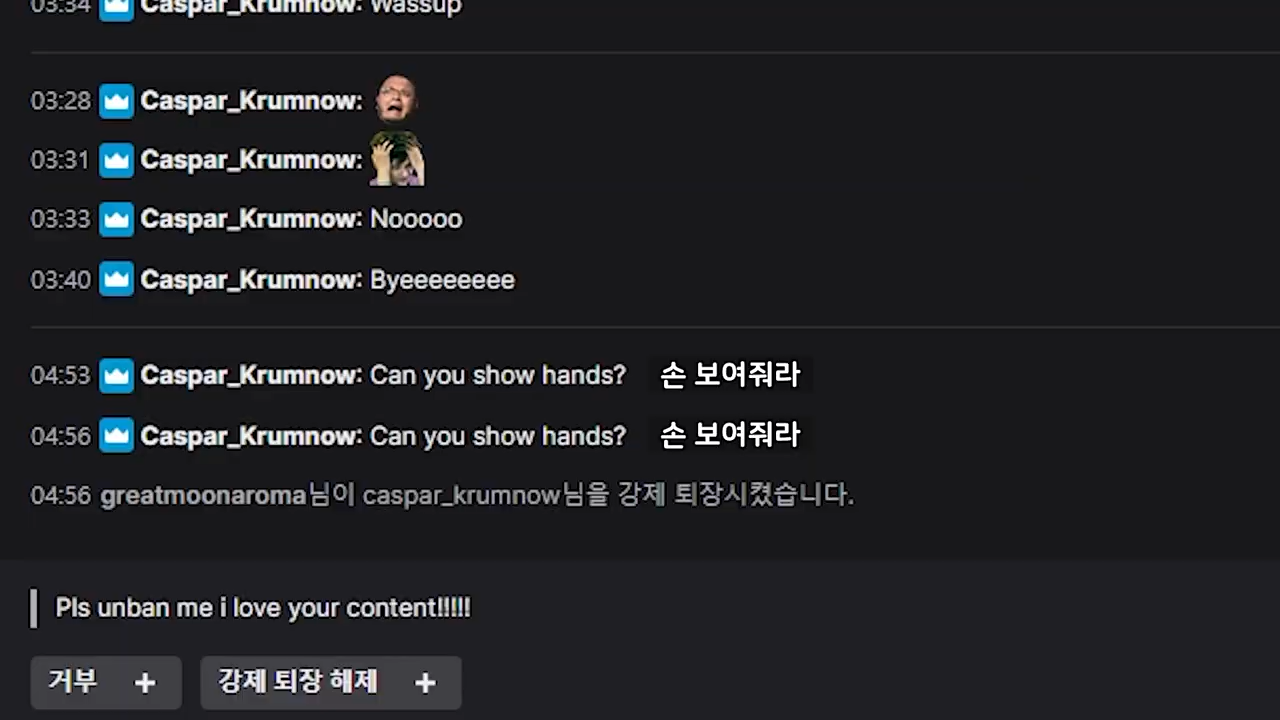 03:34 Caspar_Krumnow: Wassup
03:28 Caspar_Krumnow:
03:31 Caspar_Krumnow:
03:33 Caspar_Krumnow: Nooooo
03:40 Caspar_Krumnow: Byeeeeeeee
04:53 Caspar_Krumnow: Can you show hands? 손 보여줘라
04:56 Caspar_Krumnow: Can you show hands? 손 보여줘라
04:56 greatmoonaroma님이 caspar_krumnow님을 강제 퇴장시켰습니다.
Pls unban me i love your content!!!!!
거부 + 강제 퇴장 해제 +